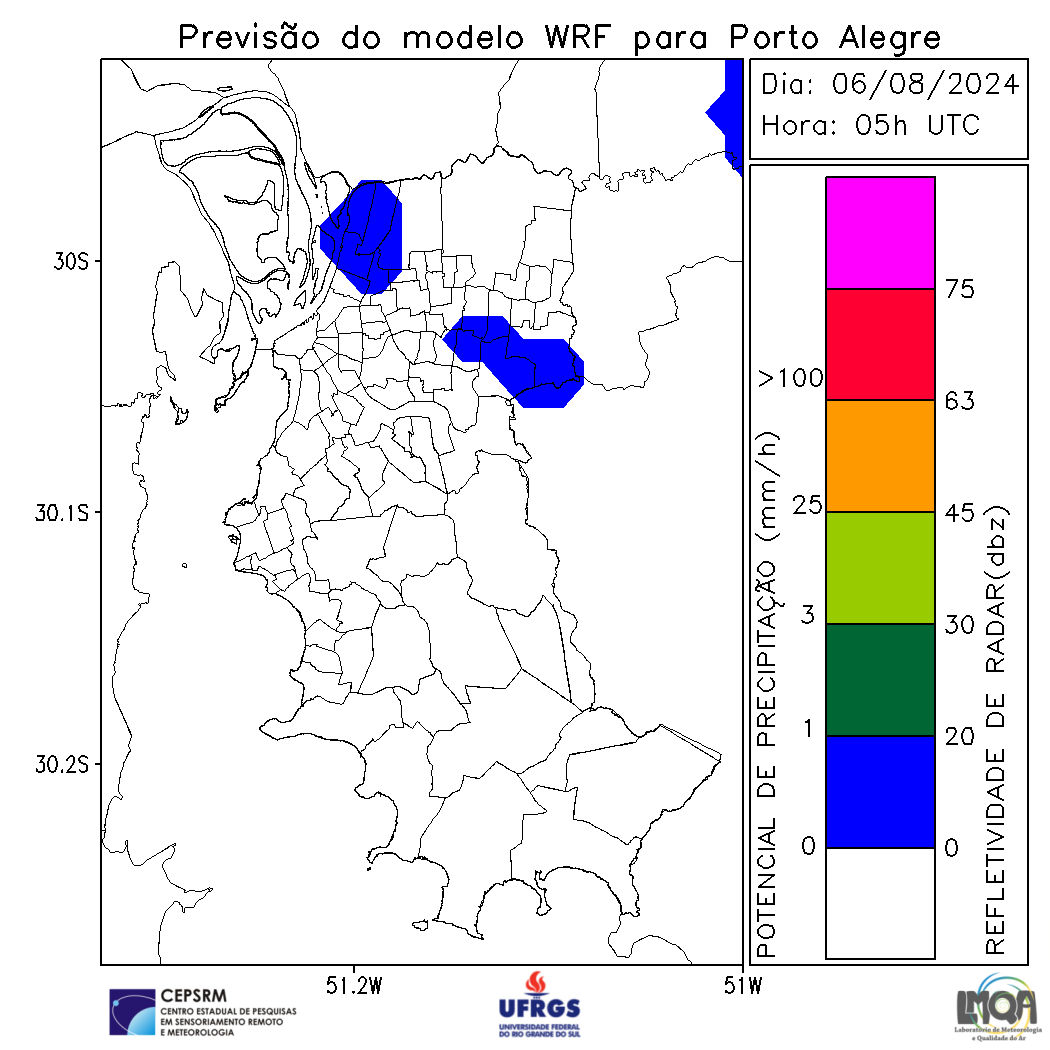 Previsão do modelo WRF para Porto Alegre
Dia: 06/08/2024
Hora: 05h UTC
30S
30.1S
30.2S
51.2W
51W
POTENCIAL DE PRECIPITAÇÃO (mm/h)
>100
25
3
1
0
75
63
45
30
20
0
REFLETIVIDADE DE RADAR(dbz)
CEPSRM
CENTRO ESTADUAL DE PESQUISAS
EM SENSORIAMENTO REMOTO
E METEOROLOGIA
UFRGS
UNIVERSIDADE FEDERAL
DO RIO GRANDE DO SUL
LMQA
Laboratório de Meteorologia
e Qualidade do Ar